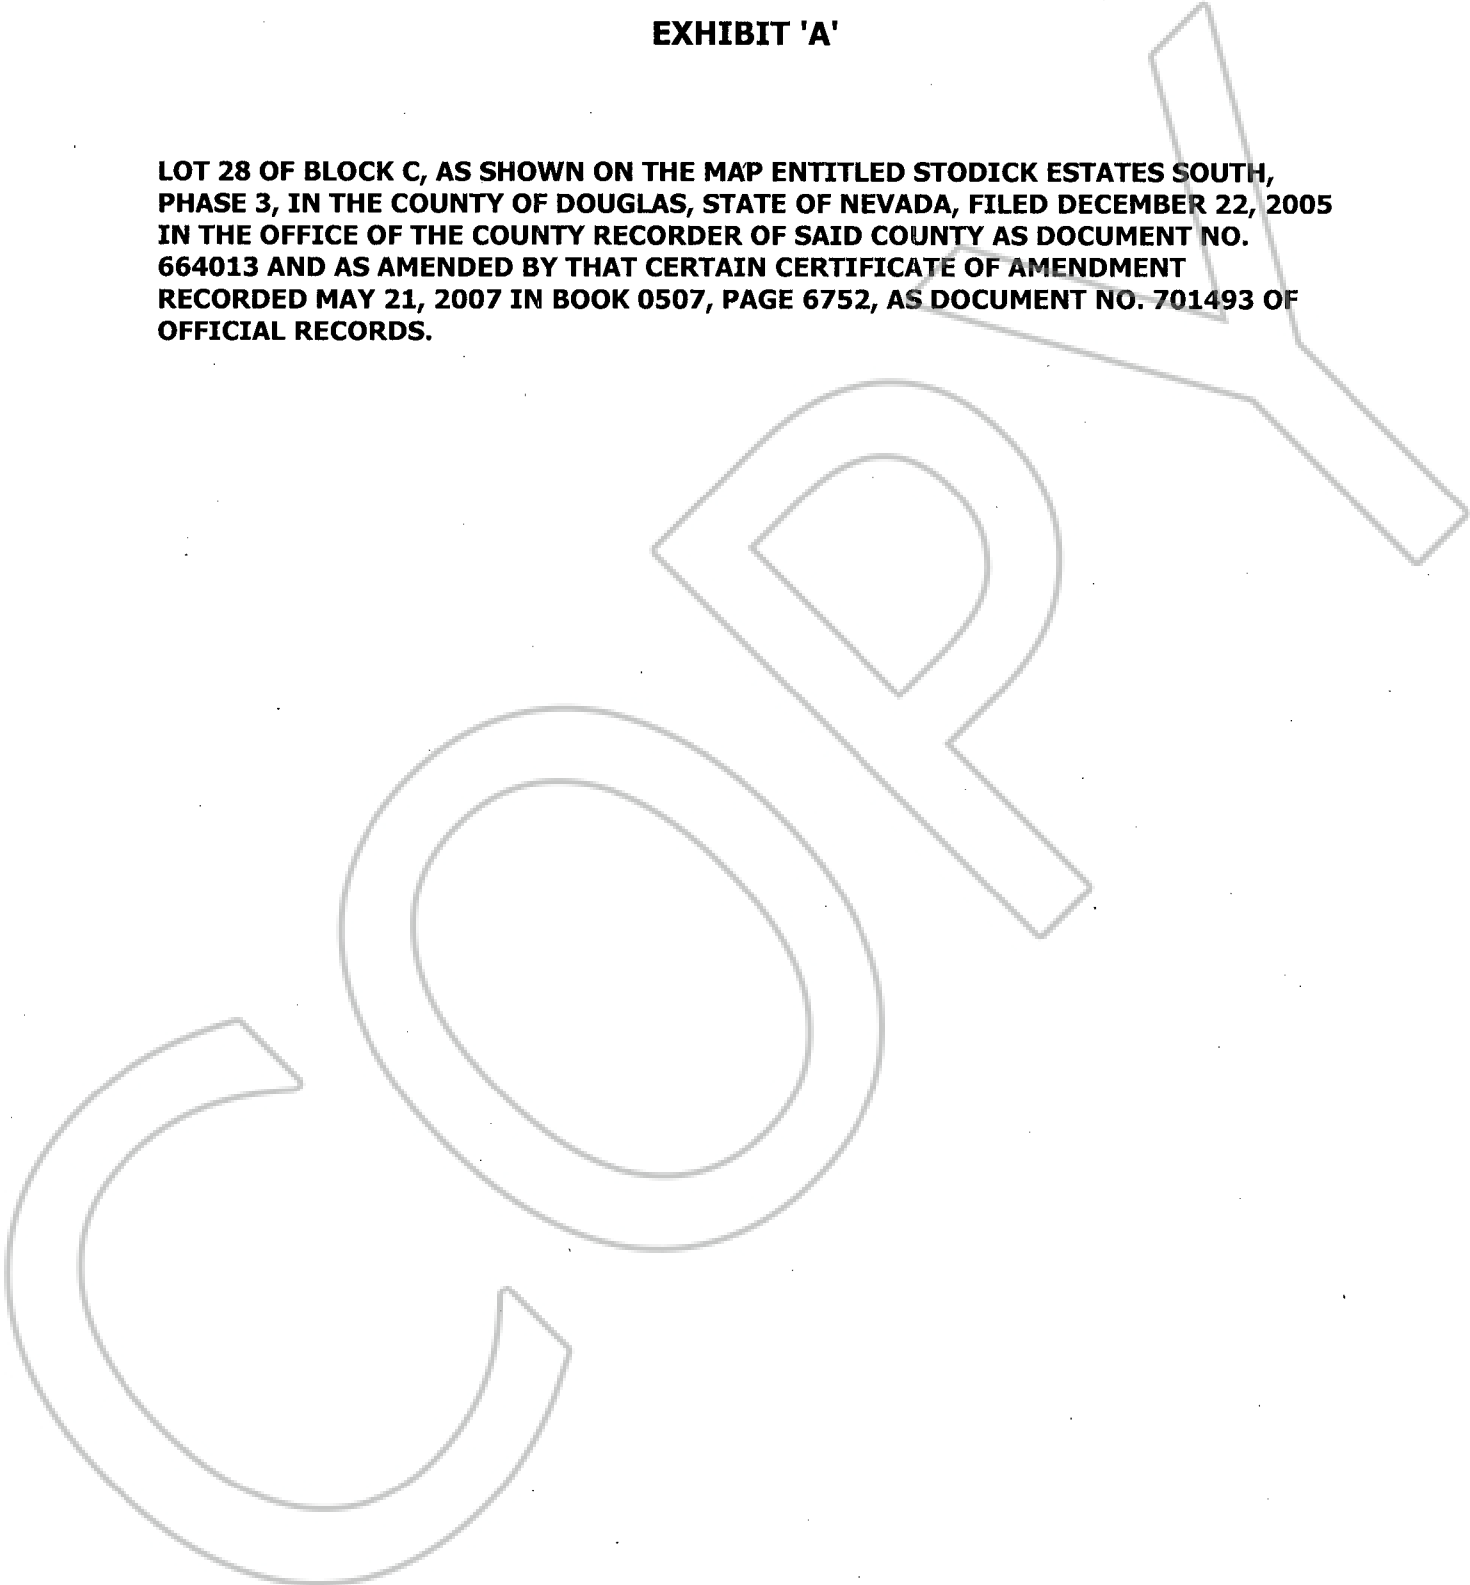 EXHIBIT 'A'
LOT 28 OF BLOCK C, AS SHOWN ON THE MAP ENTITLED STODICK ESTATES SOUTH,
PHASE 3, IN THE COUNTY OF DOUGLAS, STATE OF NEVADA, FILED DECEMBER 22, 2005
IN THE OFFICE OF THE COUNTY RECORDER OF SAID COUNTY AS DOCUMENT NO.
664013 AND AS AMENDED BY THAT CERTAIN CERTIFICATE OF AMENDMENT
RECORDED MAY 21, 2007 IN BOOK 0507, PAGE 6752, AS DOCUMENT NO. 701493 OF
OFFICIAL RECORDS.
COPY